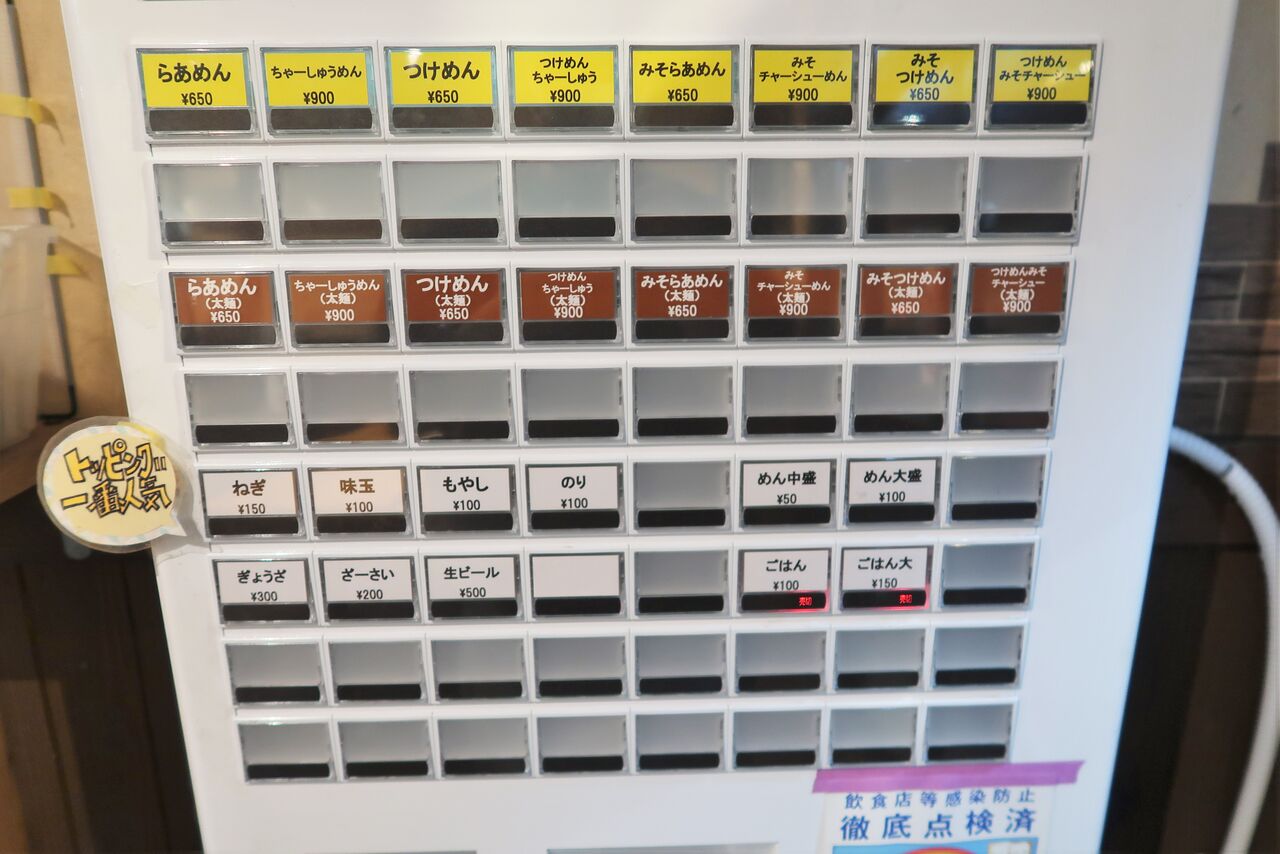 らあめん
¥650
ちゃーしゅうめん
¥900
つけめん
¥650
つけめん
ちゃーしゅう
¥900
みそらあめん
¥650
みそ
チャーシューめん
¥900
みそ
つけめん
¥650
つけめん
みそチャーシュー
¥900
らあめん
(太麺)
¥650
ちゃーしゅうめん
(太麺)
¥900
つけめん
(太麺)
¥650
つけめん
ちゃーしゅう
(太麺)
¥900
みそらあめん
(太麺)
¥650
みそ
チャーシューめん
(太麺)
¥900
みそつけめん
(太麺)
¥650
つけめんみそ
チャーシュー
(太麺)
¥900
トッピング
一番人気
ねぎ
¥150
味玉
¥100
もやし
¥100
のり
¥100
めん中盛
¥50
めん大盛
¥100
ぎょうざ
¥300
ざーさい
¥200
生ビール
¥500
ごはん
¥100
売切
ごはん大
¥150
売切
飲食店等感染防止
徹底点検済